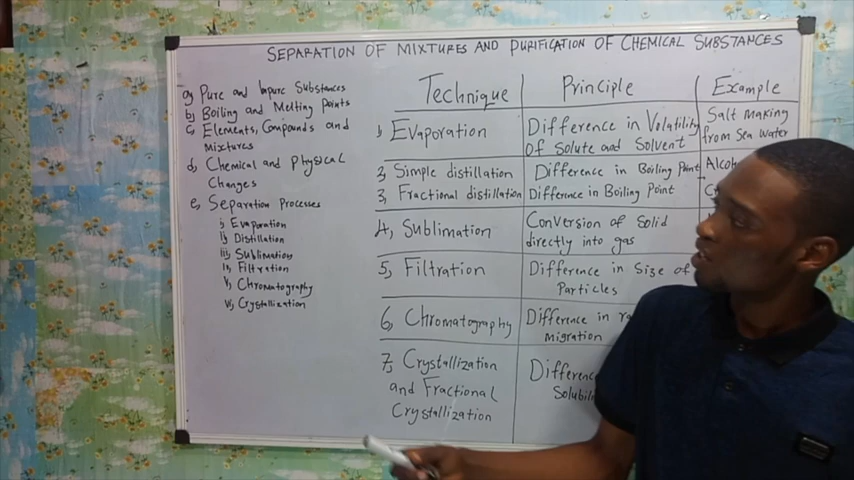 SEPARATION OF MIXTURES AND PURIFICATION OF CHEMICAL SUBSTANCES
a, Pure and Impure Substances
b, Boiling and Melting Points
c, Elements, Compounds and
Mixtures
d, Chemical and physical
Changes
e, Separation Processes
i, Evaporation
ii, Distillation
iii, Sublimation
iv, Filtration
v, Chromatography
vi, Crystallization
Technique Principle Example
1, Evaporation
Difference in Volatility
of Solute and Solvent
Salt making
from Sea water
2, Simple distillation Difference in Boiling Point
3, Fractional distillation Difference in Boiling Point
4, Sublimation
Conversion of Solid
directly into gas
5, Filtration
Difference in Size of
Particles
6, Chromatography
Difference in
migration
7, Crystallization
and Fractional
Crystallization